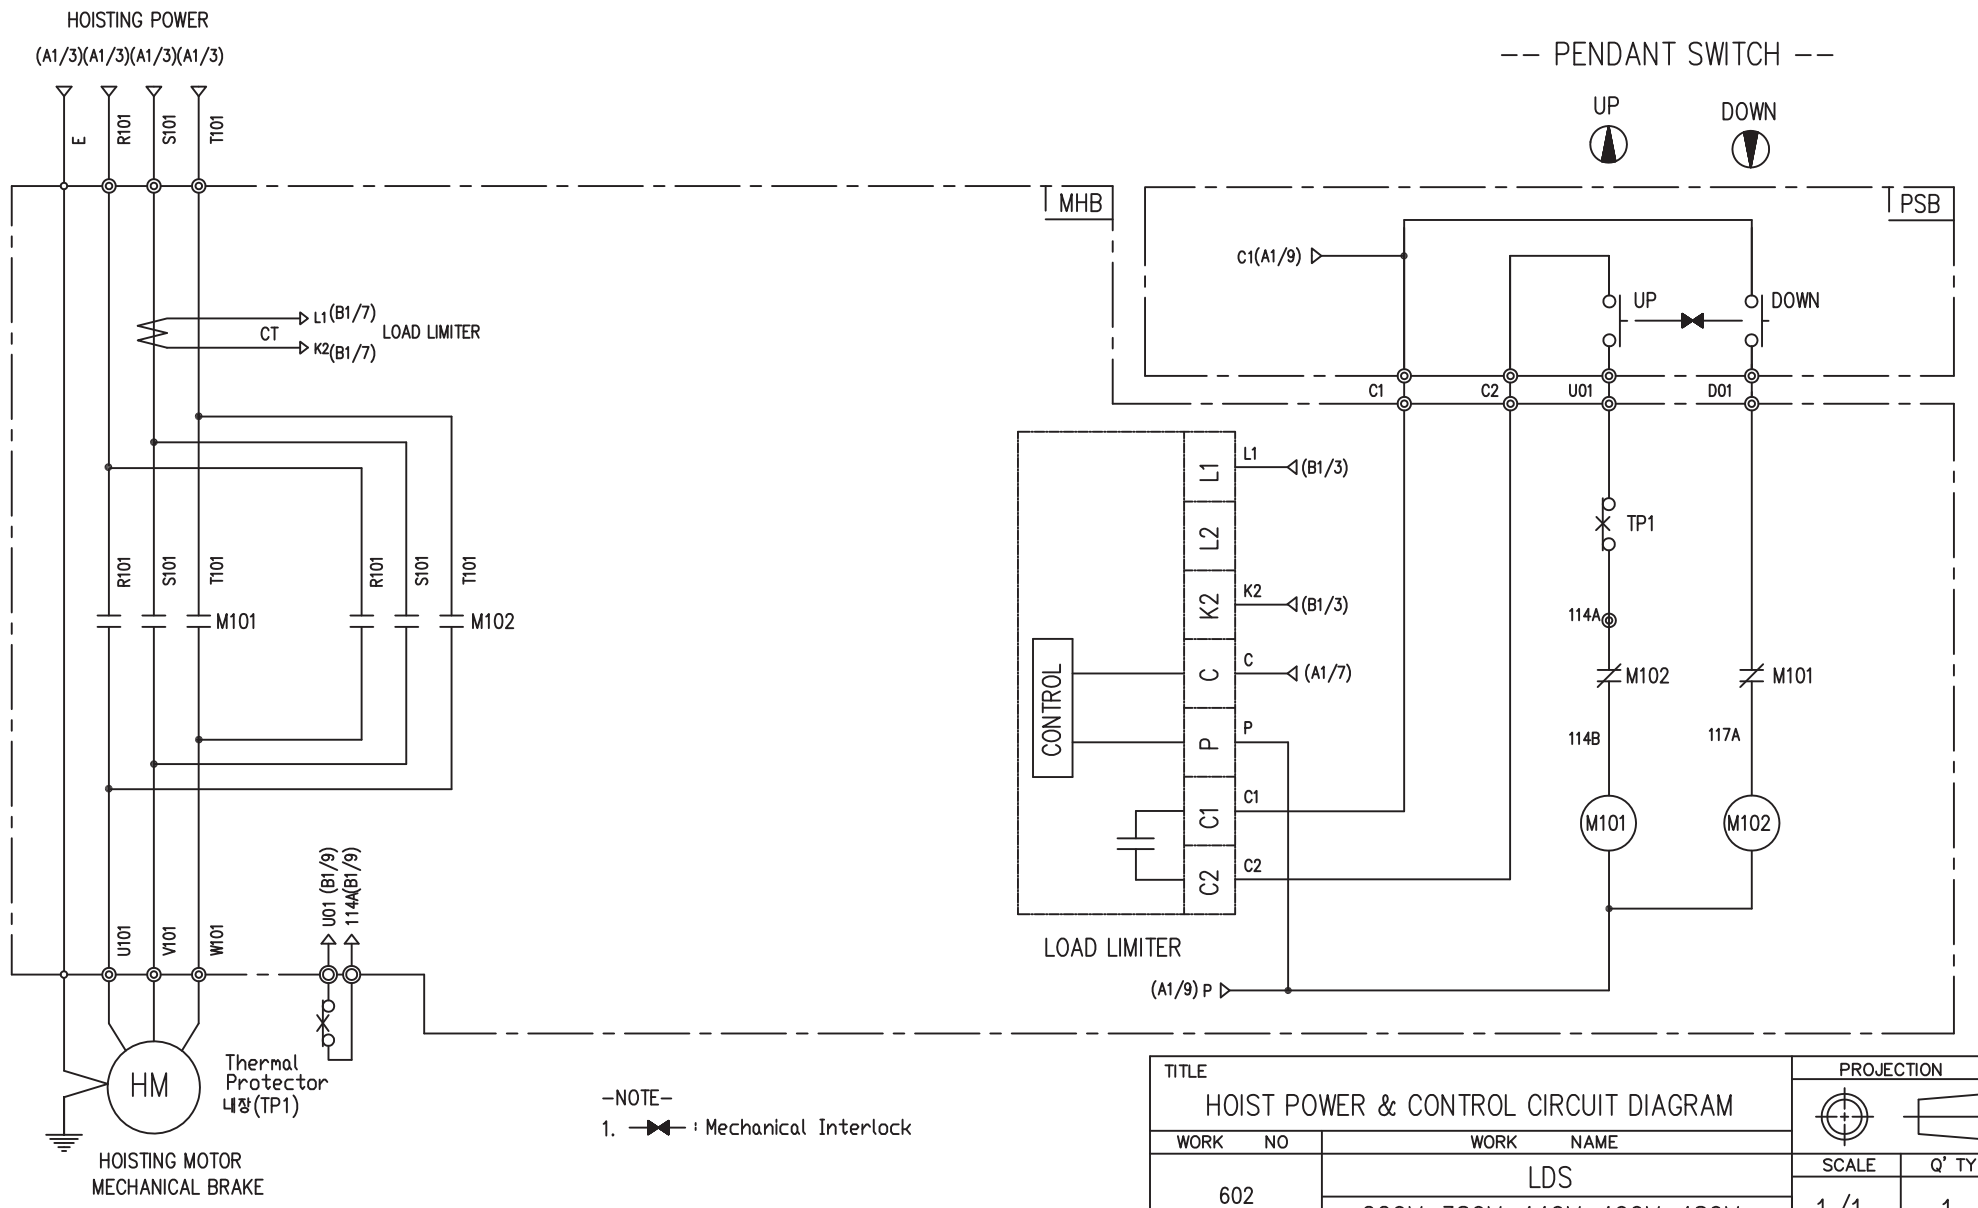 HOISTING POWER
(A1/3)(A1/3)(A1/3)(A1/3)
E
R101
S101
T101
-- PENDANT SWITCH --
UP
DOWN
MHB
PSB
C1(A1/9)
UP
DOWN
L1(B1/7)
CT
LOAD LIMITER
K2(B1/7)
C1
C2
U01
D01
L1
L1
(B1/3)
L2
K2
K2
(B1/3)
C
C
(A1/7)
CONTROL
P
P
C1
C1
C2
C2
LOAD LIMITER
(A1/9) P
TP1
114A
M102
M101
114B
117A
M101
M102
R101
S101
T101
M101
R101
S101
T101
M102
U101
V101
W101
U01 (B1/9)
114A(B1/9)
HM
Thermal
Protector
내장(TP1)
HOISTING MOTOR
MECHANICAL BRAKE
-NOTE-
1. : Mechanical Interlock
TITLE
HOIST POWER & CONTROL CIRCUIT DIAGRAM
PROJECTION
WORK NO
WORK NAME
602
LDS
SCALE
Q' TY
1 /1
1